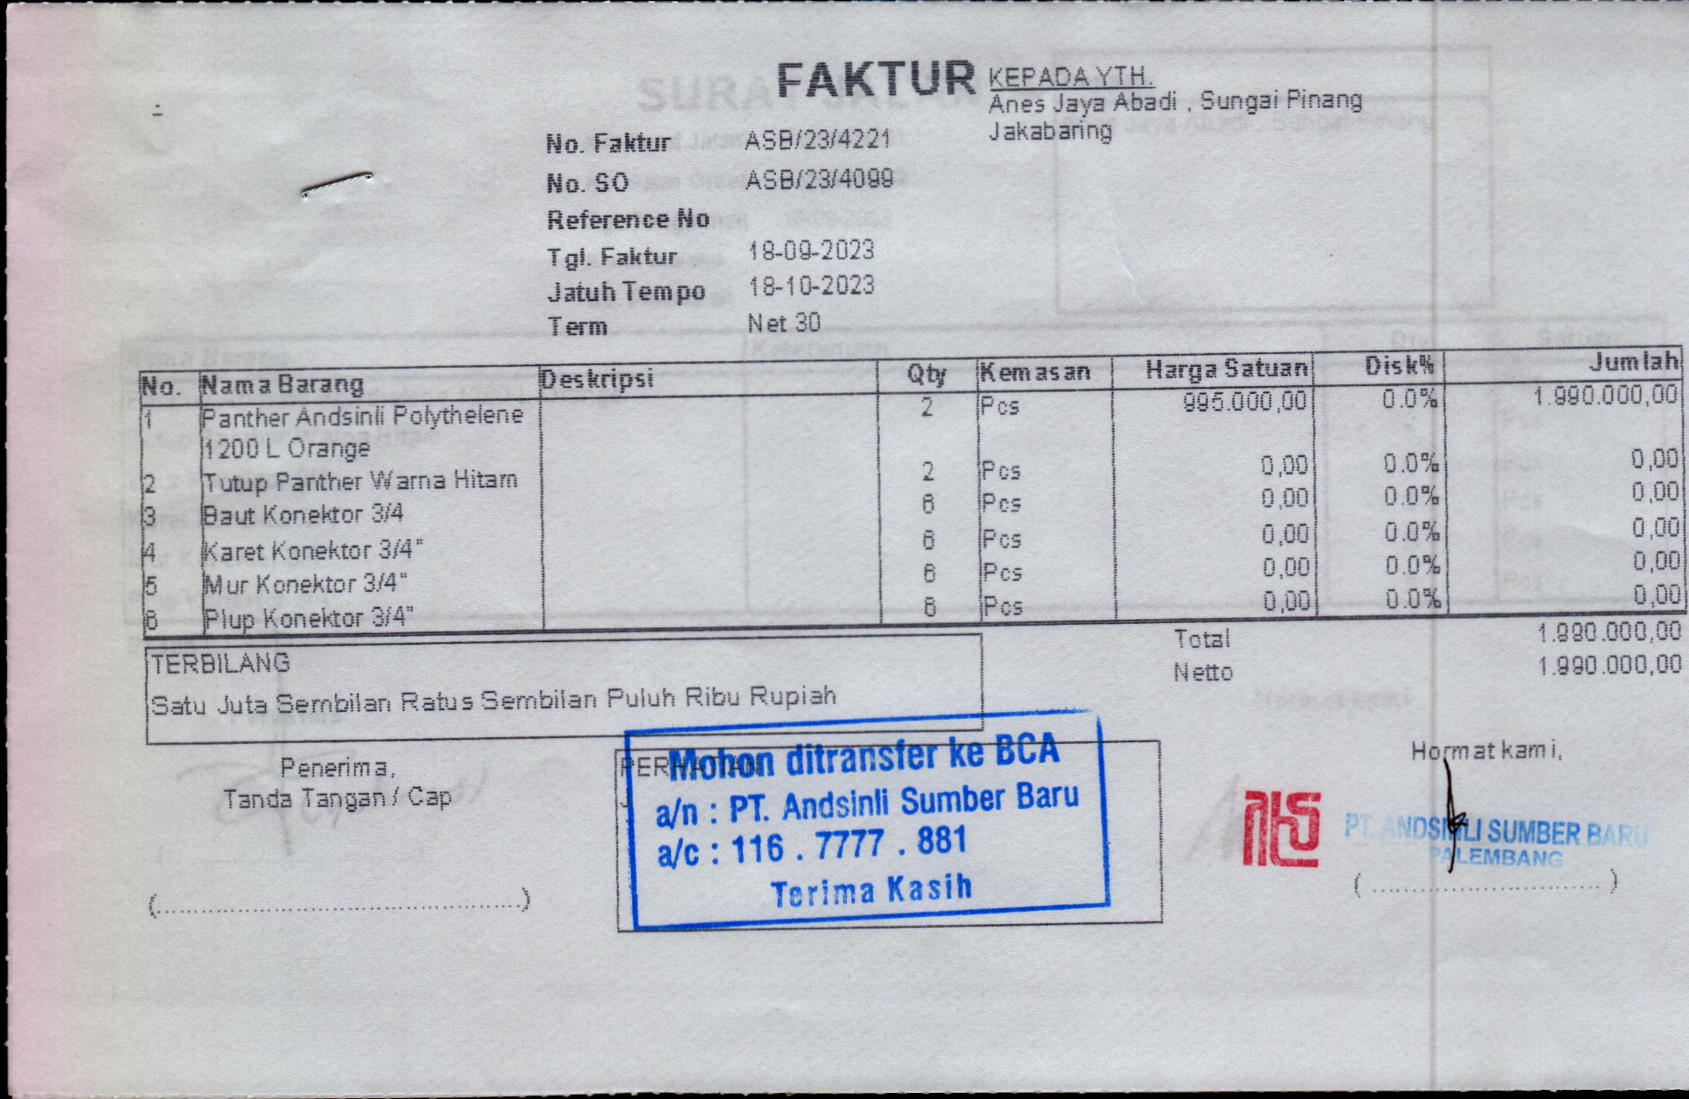 FAKTUR
KEPADA YTH.
Anes Jaya Abadi , Sungai Pinang
Jakabaring
No. Faktur ASB/23/4221
No. SO ASB/23/4099
Reference No
Tgl. Faktur 18-09-2023
Jatuh Tempo 18-10-2023
Term Net 30
No. Nama Barang Deskripsi Qty Kemasan Harga Satuan Disk% Jumlah
1 Panther Andsinli Polythelene 2 Pcs 995.000,00 0.0% 1.990.000,00
1200 L Orange
2 Tutup Panther Warna Hitam 2 Pcs 0,00 0.0% 0,00
3 Baut Konektor 3/4 6 Pcs 0,00 0.0% 0,00
4 Karet Konektor 3/4" 6 Pcs 0,00 0.0% 0,00
5 Mur Konektor 3/4" 6 Pcs 0,00 0.0% 0,00
6 Plup Konektor 3/4" 6 Pcs 0,00 0.0% 0,00
Total 1.990.000,00
Netto 1.990.000,00
TERBILANG
Satu Juta Sembilan Ratus Sembilan Puluh Ribu Rupiah
Penerima,
Tanda Tangan / Cap
(................................................)
PERHATIAN
Mohon ditransfer ke BCA
a/n : PT. Andsinli Sumber Baru
a/c : 116 . 7777 . 881
Terima Kasih
Hormat kami,
PT. ANDSINLI SUMBER BARU
PALEMBANG
(..............................)